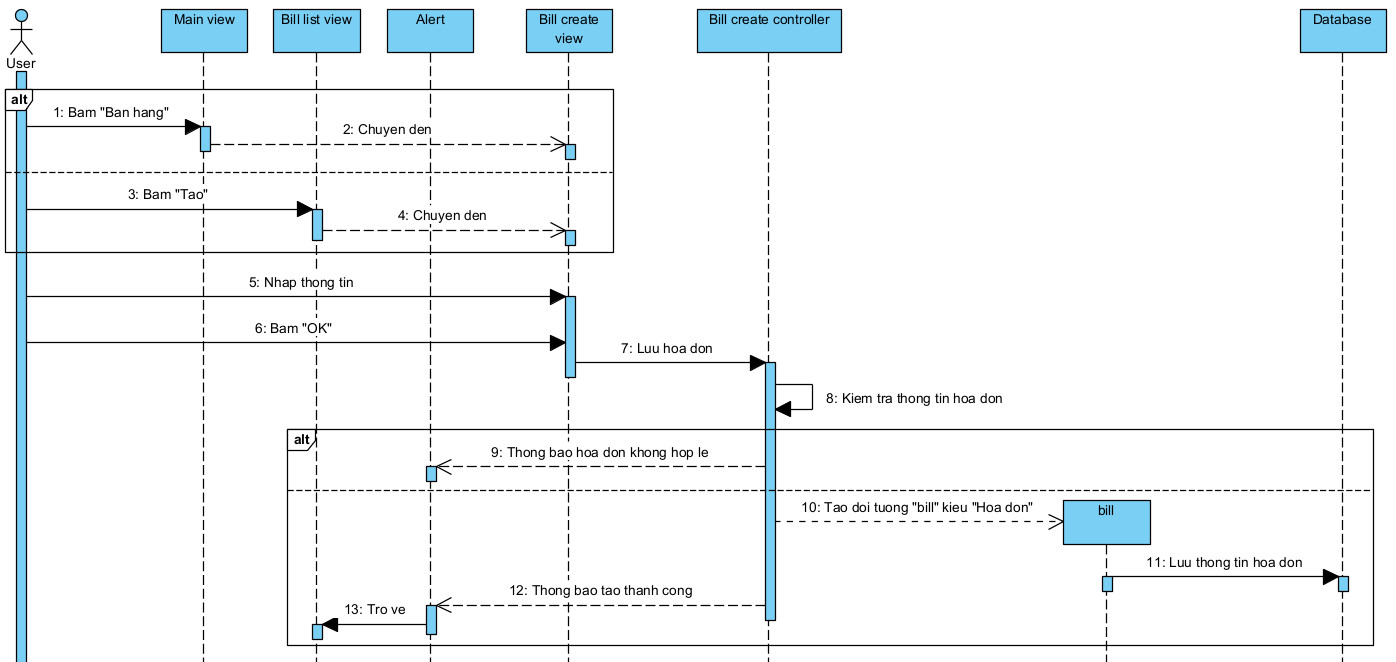 Main view
Bill list view
Alert
Bill create
view
Bill create controller
Database
User
alt
1: Bam "Ban hang"
2: Chuyen den
3: Bam "Tao"
4: Chuyen den
5: Nhap thong tin
6: Bam "OK"
7: Luu hoa don
8: Kiem tra thong tin hoa don
alt
9: Thong bao hoa don khong hop le
10: Tao doi tuong "bill" kieu "Hoa don"
bill
11: Luu thong tin hoa don
12: Thong bao tao thanh cong
13: Tro ve